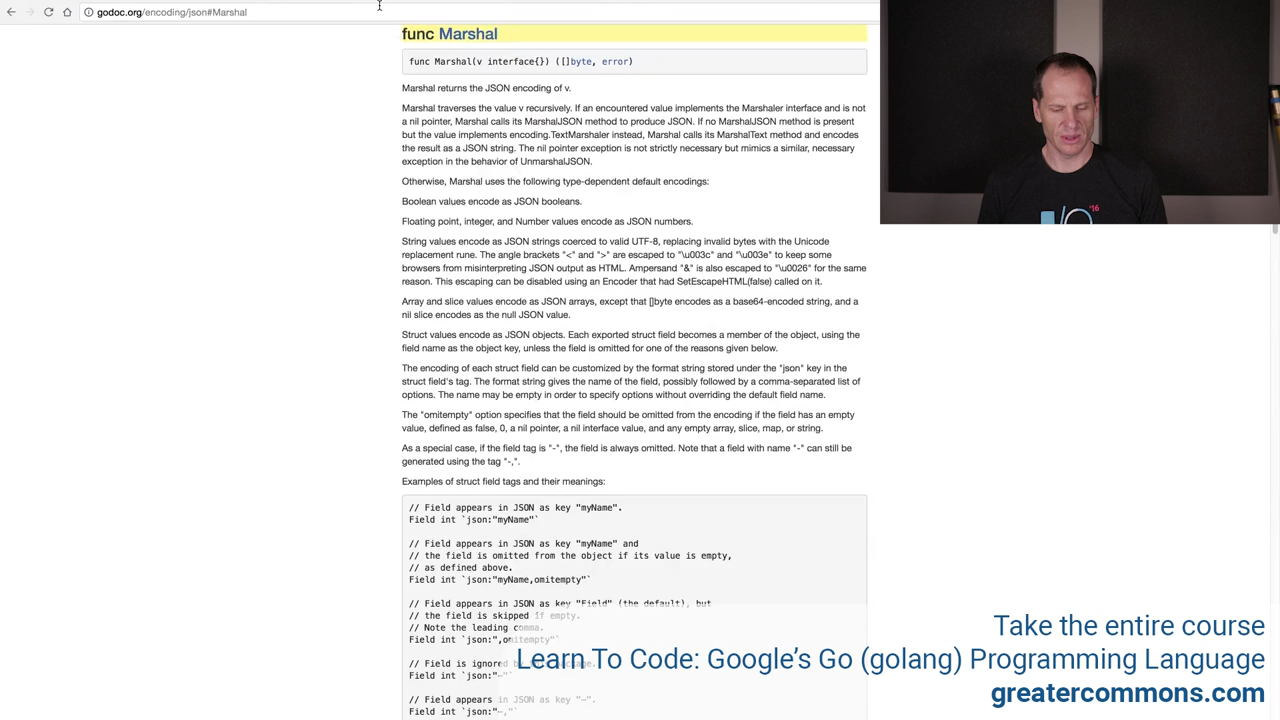 godoc.org/encoding/json#Marshal
func Marshal
func Marshal(v interface{}) ([]byte, error)
Marshal returns the JSON encoding of v.
Marshal traverses the value v recursively. If an encountered value implements the Marshaler interface and is not
a nil pointer, Marshal calls its MarshalJSON method to produce JSON. If no MarshalJSON method is present
but the value implements encoding.TextMarshaler instead, Marshal calls its MarshalText method and encodes
the result as a JSON string. The nil pointer exception is not strictly necessary but mimics a similar, necessary
exception in the behavior of UnmarshalJSON.
Otherwise, Marshal uses the following type-dependent default encodings:
Boolean values encode as JSON booleans.
Floating point, integer, and Number values encode as JSON numbers.
String values encode as JSON strings coerced to valid UTF-8, replacing invalid bytes with the Unicode
replacement rune. The angle brackets "<" and ">" are escaped to "\u003c" and "\u003e" to keep some
browsers from misinterpreting JSON output as HTML. Ampersand "&" is also escaped to "\u0026" for the same
reason. This escaping can be disabled using an Encoder that had SetEscapeHTML(false) called on it.
Array and slice values encode as JSON arrays, except that []byte encodes as a base64-encoded string, and a
nil slice encodes as the null JSON value.
Struct values encode as JSON objects. Each exported struct field becomes a member of the object, using the
field name as the object key, unless the field is omitted for one of the reasons given below.
The encoding of each struct field can be customized by the format string stored under the "json" key in the
struct field's tag. The format string gives the name of the field, possibly followed by a comma-separated list of
options. The name may be empty in order to specify options without overriding the default field name.
The "omitempty" option specifies that the field should be omitted from the encoding if the field has an empty
value, defined as false, 0, a nil pointer, a nil interface value, and any empty array, slice, map, or string.
As a special case, if the field tag is "-", the field is always omitted. Note that a field with name "-" can still be
generated using the tag "-,".
Examples of struct field tags and their meanings:
// Field appears in JSON as key "myName".
Field int `json:"myName"`
// Field appears in JSON as key "myName" and
// the field is omitted from the object if its value is empty,
// as defined above.
Field int `json:"myName,omitempty"`
// Field appears in JSON as key "Field" (the default), but
// the field is skipped if empty.
// Note the leading comma.
Field int `json:",omitempty"`
// Field is ignored by this package.
Field int `json:"-"`
// Field appears in JSON as key "-".
Field int `json:"-,"`
I/O '16
Take the entire course
Learn To Code: Google's Go (golang) Programming Language
greatercommons.com